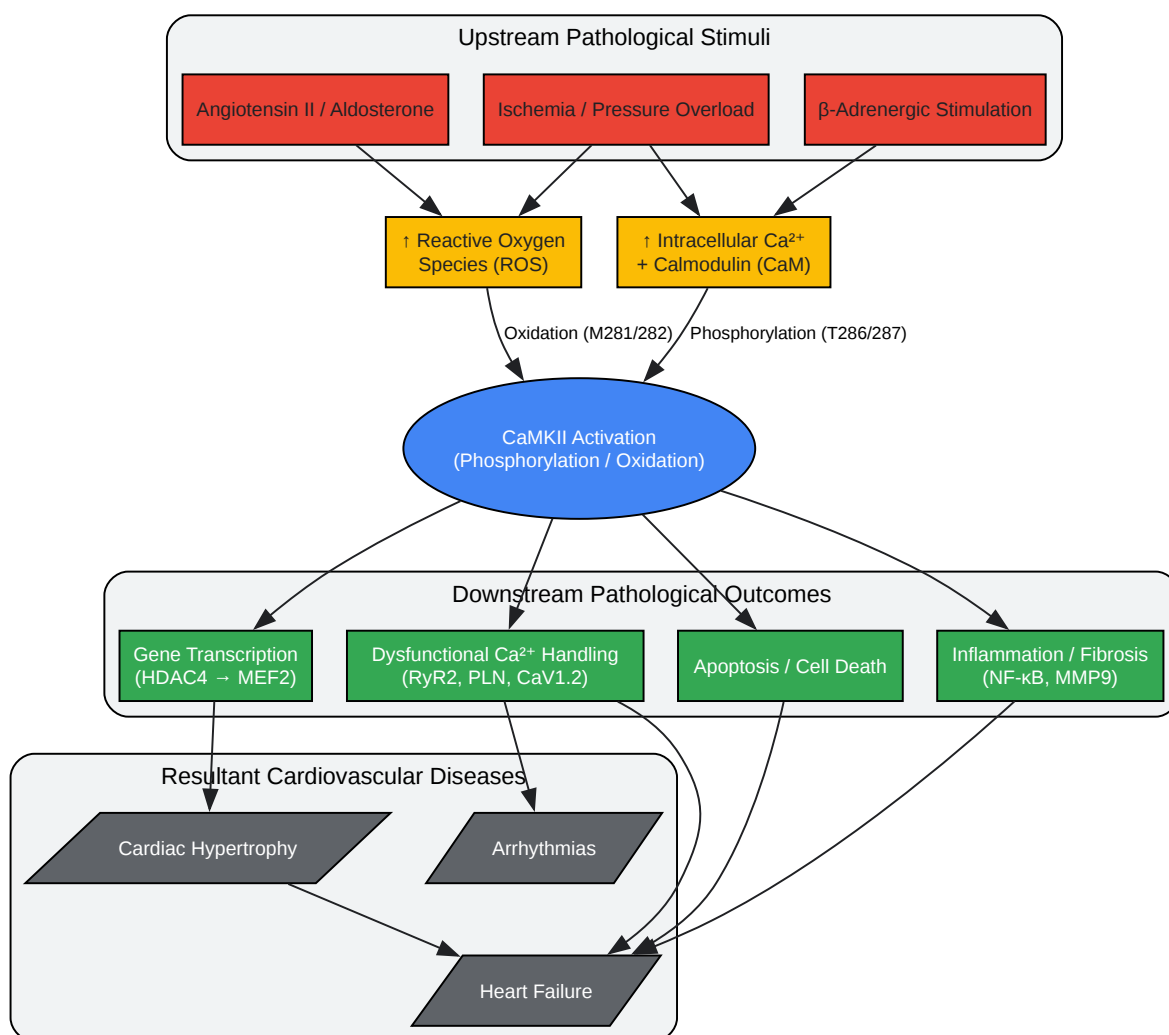 Upstream Pathological Stimuli
Angiotensin II / Aldosterone
Ischemia / Pressure Overload
β-Adrenergic Stimulation
↑ Reactive Oxygen
Species (ROS)
↑ Intracellular Ca²⁺
+ Calmodulin (CaM)
Oxidation (M281/282)
Phosphorylation (T286/287)
CaMKII Activation
(Phosphorylation / Oxidation)
Downstream Pathological Outcomes
Gene Transcription
(HDAC4 → MEF2)
Dysfunctional Ca²⁺ Handling
(RyR2, PLN, CaV1.2)
Apoptosis / Cell Death
Inflammation / Fibrosis
(NF-κB, MMP9)
Resultant Cardiovascular Diseases
Cardiac Hypertrophy
Arrhythmias
Heart Failure